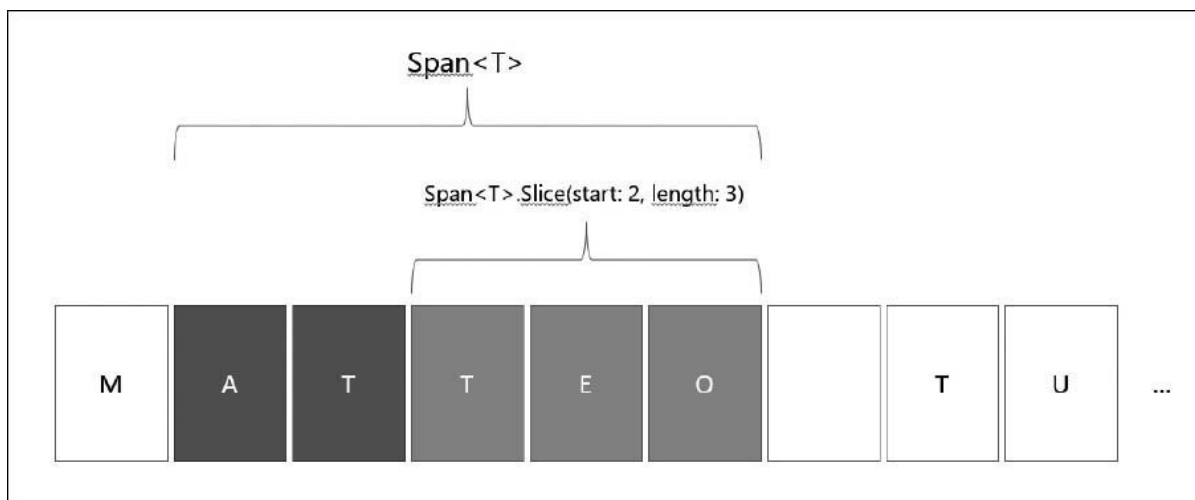 Span<T>
Span<T>.Slice(start: 2, length: 3)
M A T T E O T U ...